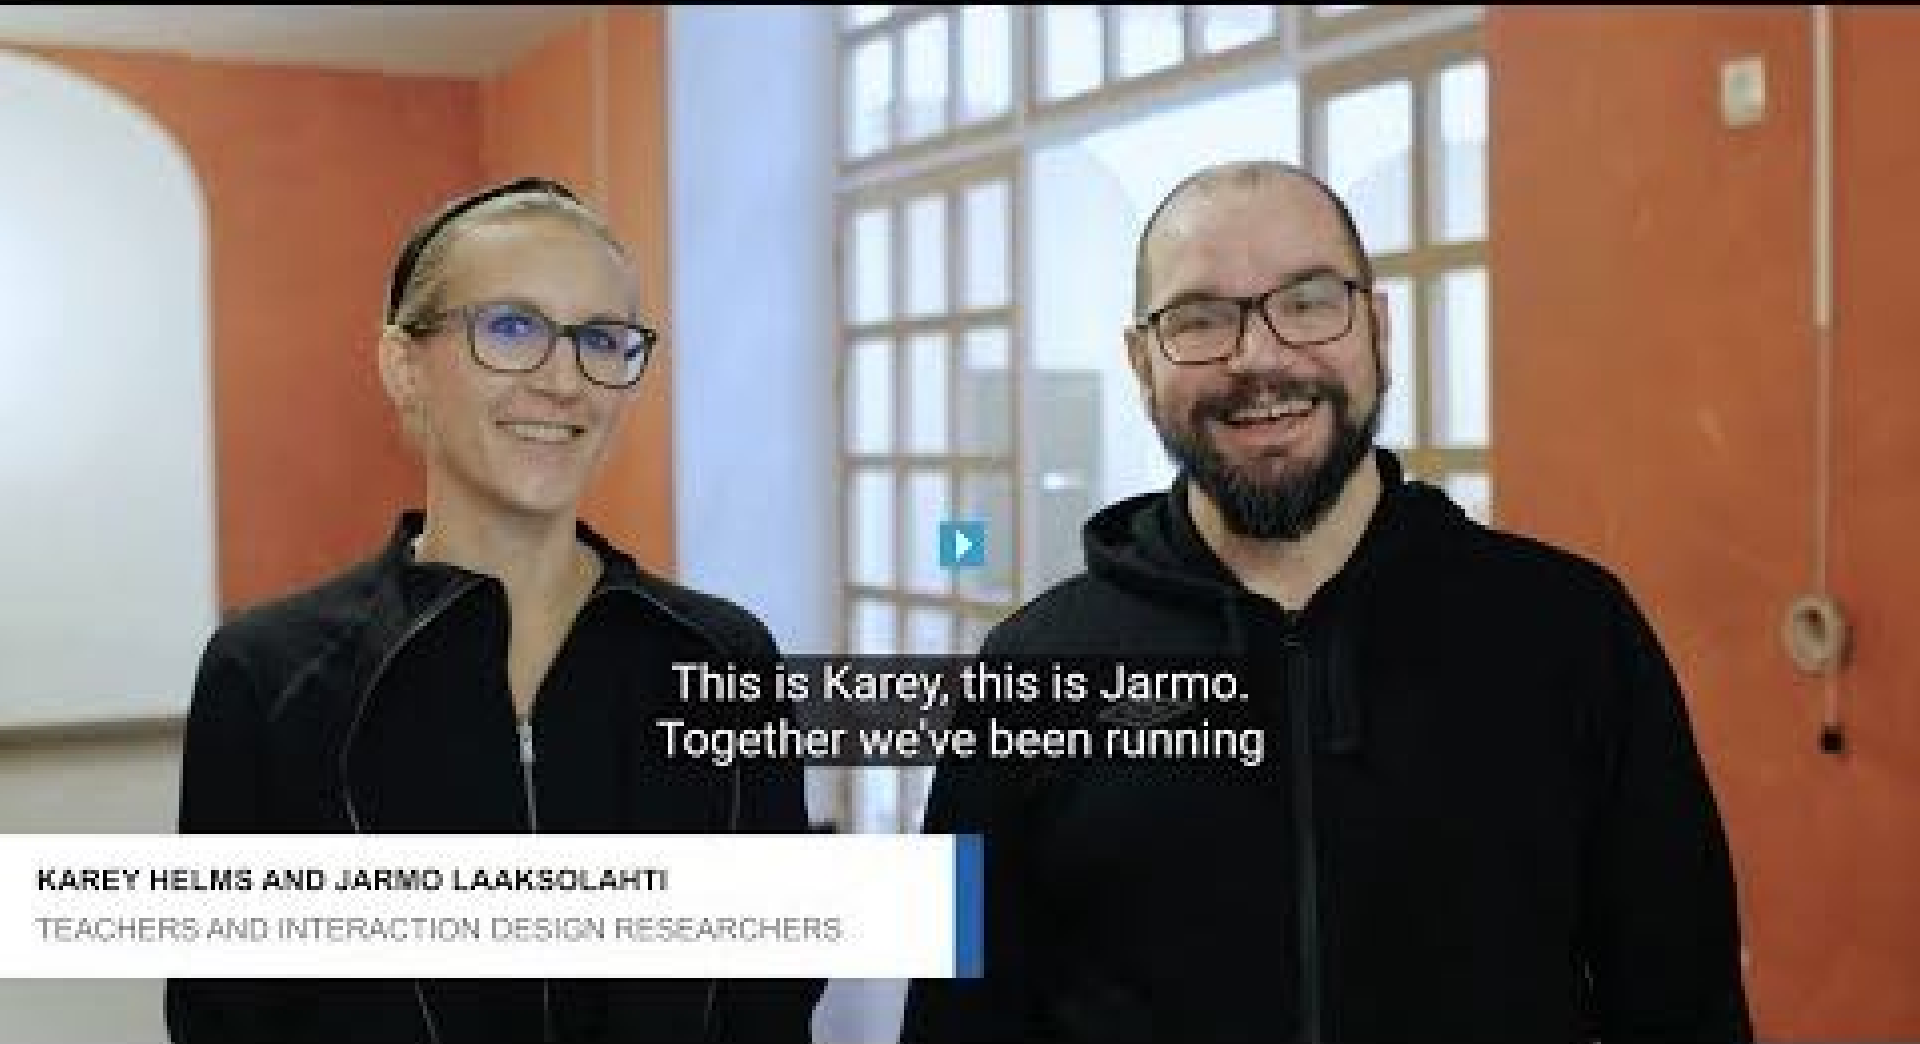 This is Karey, this is Jarmo.
Together we've been running
KAREY HELMS AND JARMO LAAKSOLAHTI
TEACHERS AND INTERACTION DESIGN RESEARCHERS